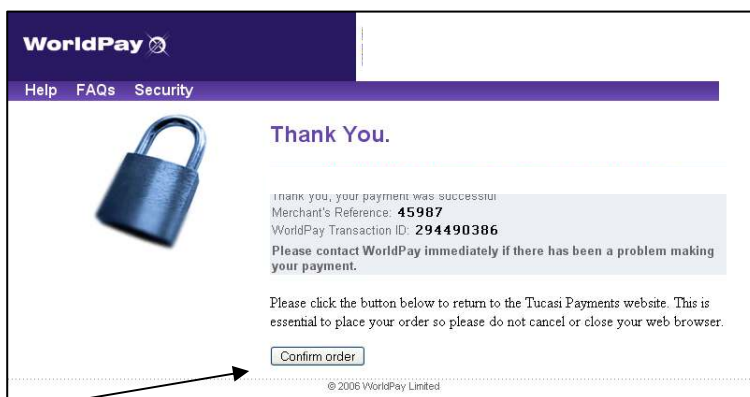 WorldPay
Help FAQs Security
Thank You.
Thank you, your payment was successful
Merchant's Reference: 45987
WorldPay Transaction ID: 294490386
Please contact WorldPay immediately if there has been a problem making
your payment.
Please click the button below to return to the Tucasi Payments website. This is
essential to place your order so please do not cancel or close your web browser.
Confirm order
© 2006 WorldPay Limited